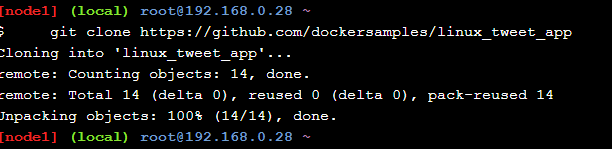 [node1] (local) root@192.168.0.28 ~
$     git clone https://github.com/dockersamples/linux_tweet_app
Cloning into 'linux_tweet_app'...
remote: Counting objects: 14, done.
remote: Total 14 (delta 0), reused 0 (delta 0), pack-reused 14
Unpacking objects: 100% (14/14), done.
[node1] (local) root@192.168.0.28 ~